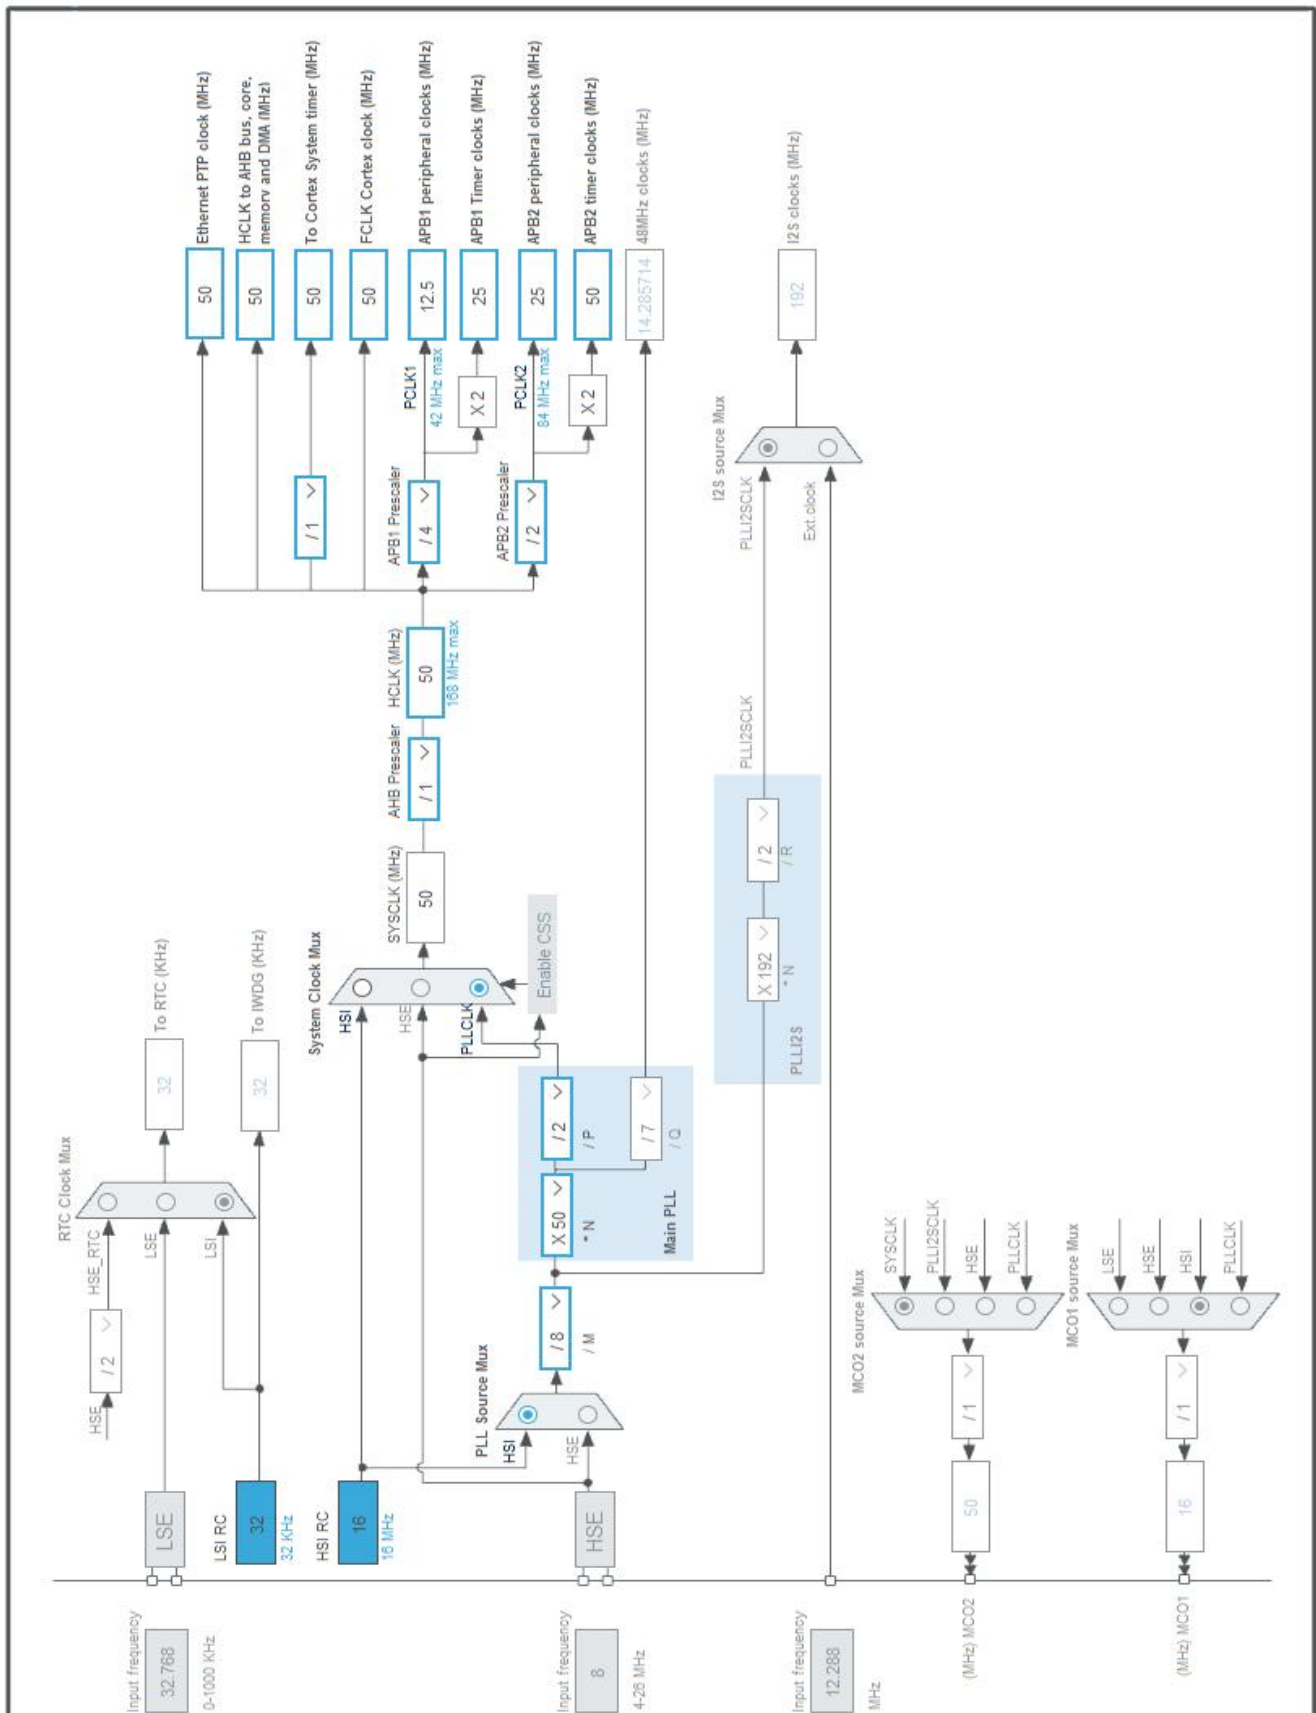 Input frequency
32.768
0-1000 KHz
LSE
HSE
/ 2
HSE_RTC
LSE
LSI
RTC Clock Mux
32
To RTC (KHz)
LSI RC
32
32 KHz
32
To IWDG (KHz)
HSI RC
16
16 MHz
System Clock Mux
HSI
HSE
PLLCLK
Enable CSS
SYSCLK (MHz)
50
AHB Prescaler
/ 1
HCLK (MHz)
50
168 MHz max
/ 1
50
Ethernet PTP clock (MHz)
50
HCLK to AHB bus, core,
memory and DMA (MHz)
50
To Cortex System timer (MHz)
50
FCLK Cortex clock (MHz)
APB1 Prescaler
/ 4
PCLK1
42 MHz max
12.5
APB1 peripheral clocks (MHz)
X 2
25
APB1 Timer clocks (MHz)
APB2 Prescaler
/ 2
PCLK2
84 MHz max
25
APB2 peripheral clocks (MHz)
X 2
50
APB2 timer clocks (MHz)
14.285714
48MHz clocks (MHz)
Input frequency
8
4-26 MHz
HSE
PLL Source Mux
HSI
HSE
/ 8
/ M
X 50
* N
/ 2
/ P
/ 7
/ Q
Main PLL
X 192
* N
/ 2
/ R
PLLI2S
PLLI2SCLK
PLLI2SCLK
I2S source Mux
Ext.clock
192
I2S clocks (MHz)
Input frequency
12.288
MHz
MCO2 source Mux
SYSCLK
PLLI2SCLK
HSE
PLLCLK
/ 1
50
(MHz) MCO2
MCO1 source Mux
LSE
HSE
HSI
PLLCLK
/ 1
16
(MHz) MCO1